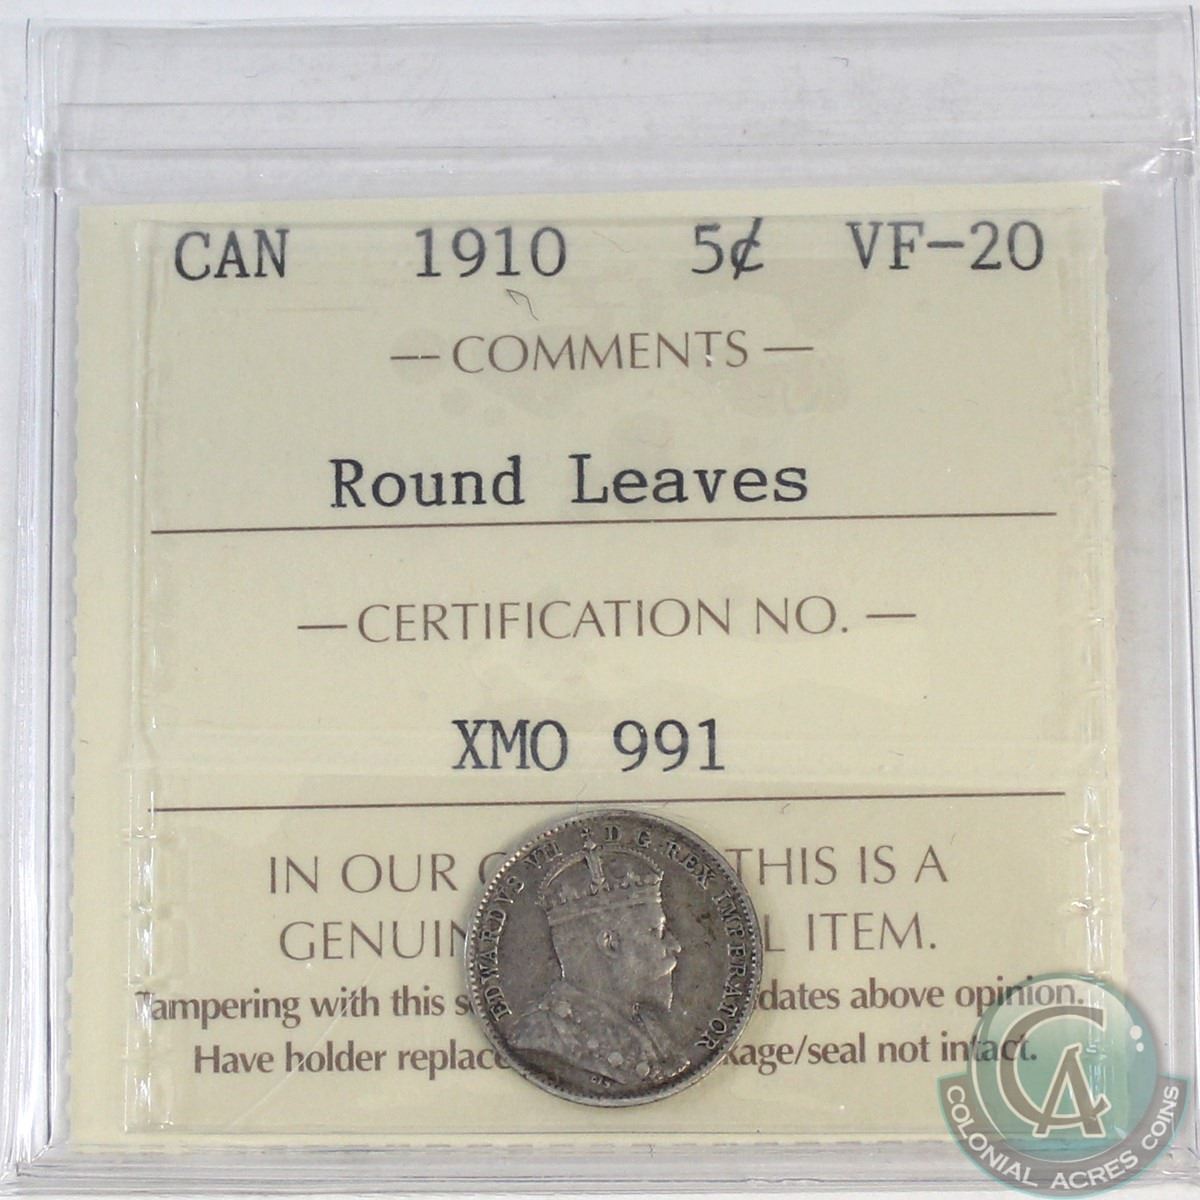 CAN 1910 5¢ VF-20
— COMMENTS —
Round Leaves
— CERTIFICATION NO. —
XMO 991
IN OUR THIS IS A
GENUIN L ITEM.
Tampering with this s dates above opinion.
Have holder replace kage/seal not intact.
EDWARDVS VII D. G. REX IMPERATOR
CA
COLONIAL ACRES COINS